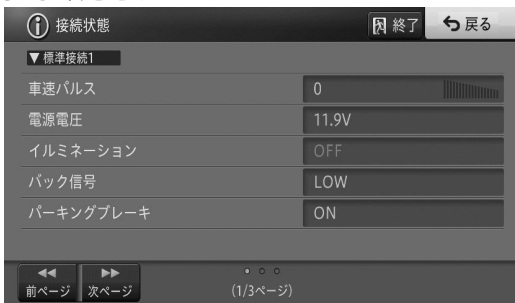 接続状態 終了 戻る
▼標準接続1
車速パルス 0
電源電圧 11.9V
イルミネーション OFF
バック信号 LOW
パーキングブレーキ ON
前ページ 次ページ (1/3ページ)